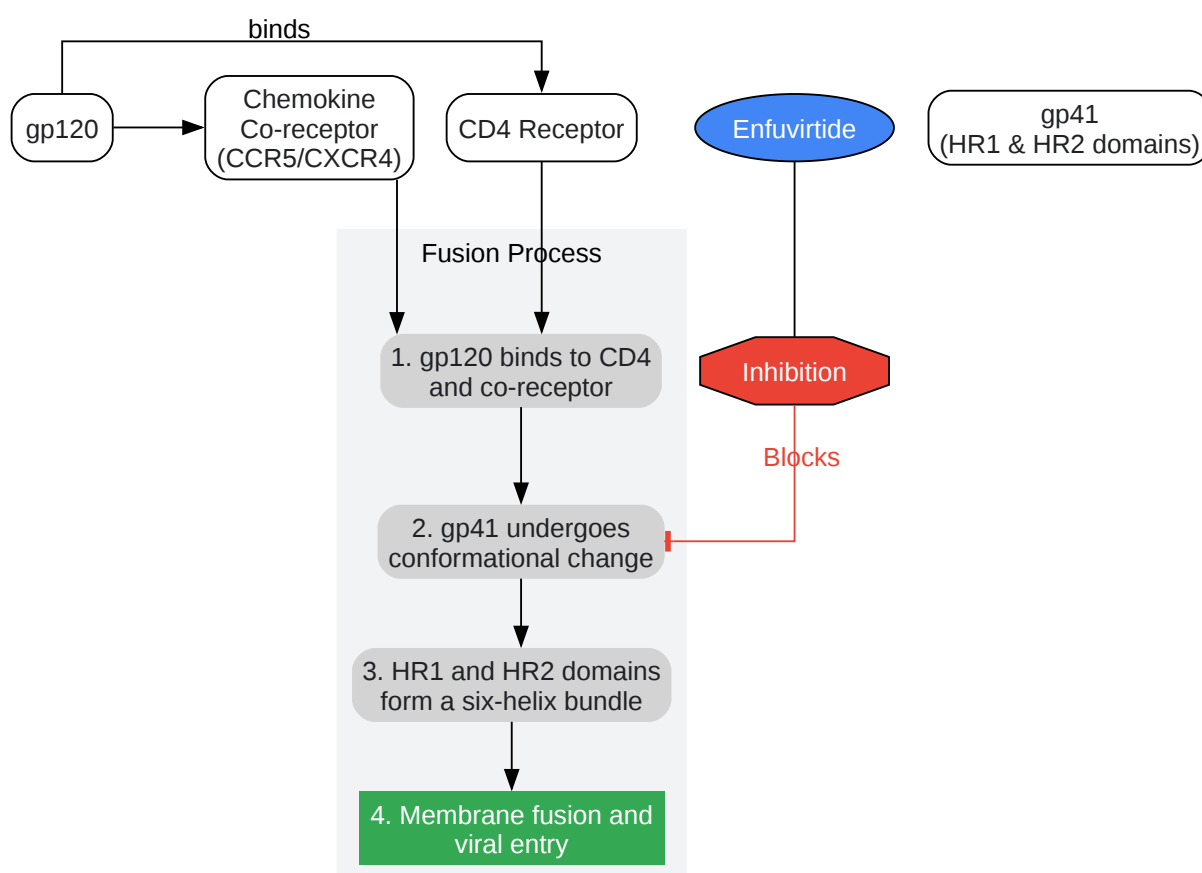 binds
gp120
Chemokine
Co-receptor
(CCR5/CXCR4)
CD4 Receptor
Enfuvirtide
gp41
(HR1 & HR2 domains)
Fusion Process
1. gp120 binds to CD4
and co-receptor
Inhibition
Blocks
2. gp41 undergoes
conformational change
3. HR1 and HR2 domains
form a six-helix bundle
4. Membrane fusion and
viral entry